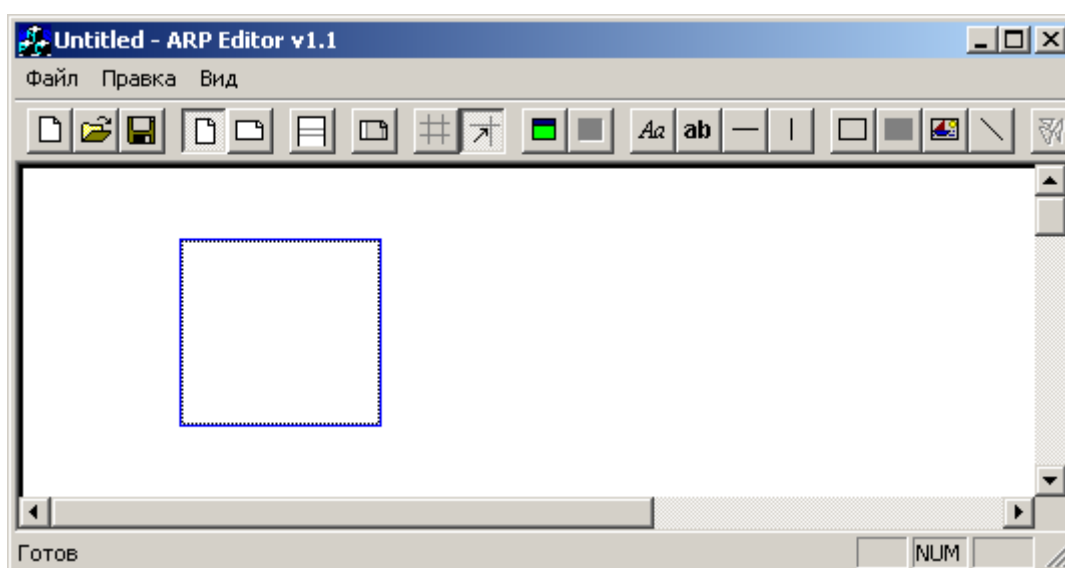 Untitled - ARP Editor v1.1
Файл Правка Вид
Aa ab
Готов NUM